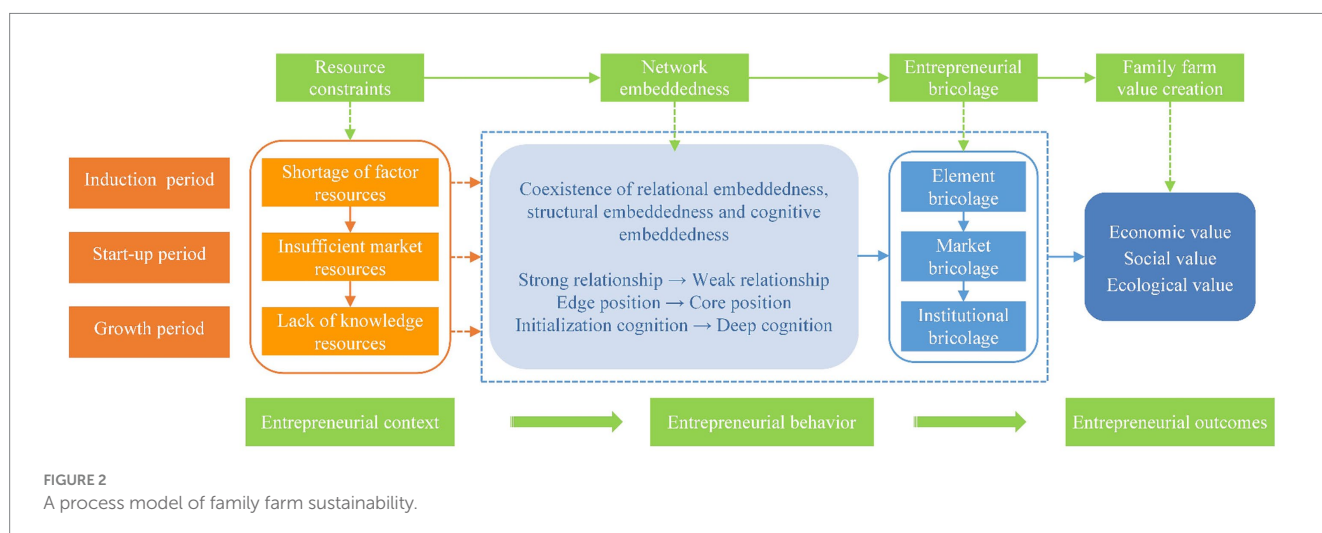 Resource
constraints
Network
embeddedness
Entrepreneurial
bricolage
Family farm
value creation
Induction period
Start-up period
Growth period
Shortage of factor
resources
Insufficient market
resources
Lack of knowledge
resources
Coexistence of relational embeddedness,
structural embeddedness and cognitive
embeddedness
Strong relationship → Weak relationship
Edge position → Core position
Initialization cognition → Deep cognition
Element
bricolage
Market
bricolage
Institutional
bricolage
Economic value
Social value
Ecological value
Entrepreneurial context
Entrepreneurial behavior
Entrepreneurial outcomes
FIGURE 2
A process model of family farm sustainability.